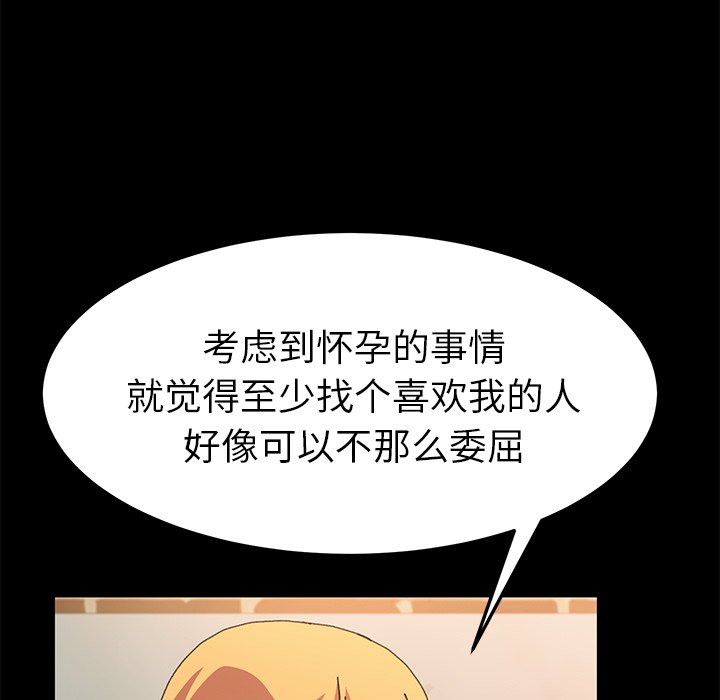 考虑到怀孕的事情
就觉得至少找个喜欢我的人
好像可以不那么委屈